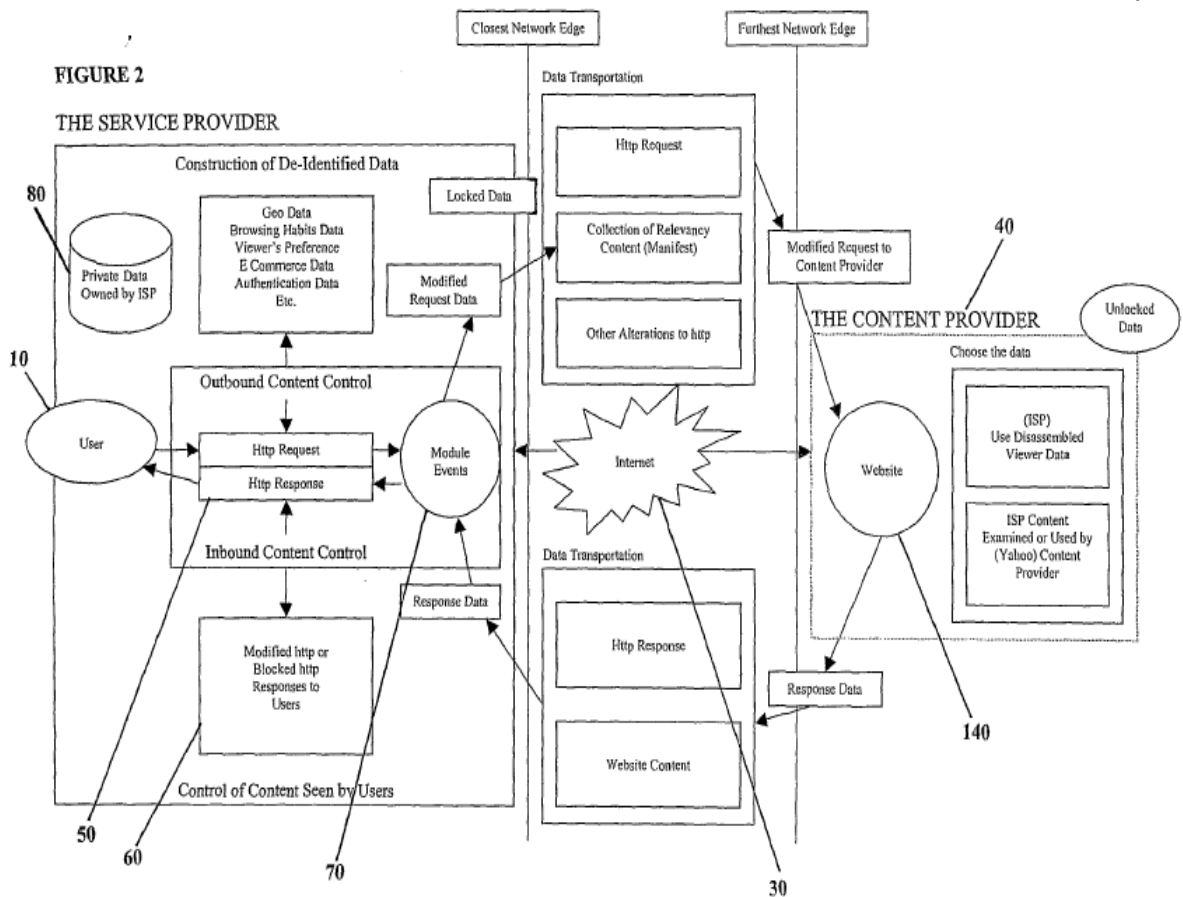 Closest Network Edge
Furthest Network Edge
FIGURE 2
THE SERVICE PROVIDER
Construction of De-Identified Data
80
Private Data
Owned by ISP
Geo Data
Browsing Habits Data
Viewer's Preference
E Commerce Data
Authentication Data
Etc.
Locked Data
Modified
Request Data
10
User
Outbound Content Control
Http Request
Http Response
Inbound Content Control
Module
Events
Response Data
Modified http or
Blocked http
Responses to
Users
Control of Content Seen by Users
50
60
70
Data Transportation
Http Request
Collection of Relevancy
Content (Manifest)
Other Alterations to http
Internet
Data Transportation
Http Response
Website Content
30
Modified Request to
Content Provider
40
THE CONTENT PROVIDER
Unlocked
Data
Choose the data
Website
(ISP)
Use Disassembled
Viewer Data
ISP Content
Examined or Used by
(Yahoo) Content
Provider
Response Data
140